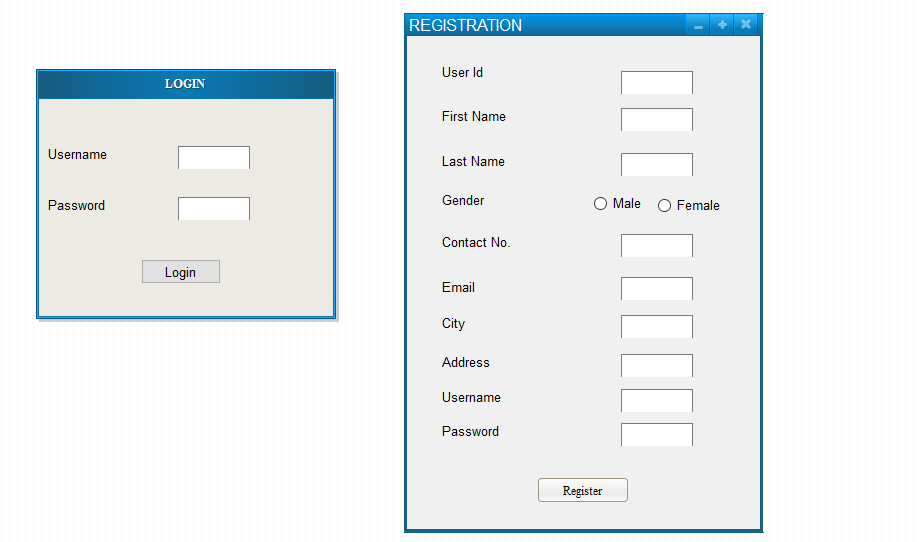 LOGIN
Username
Password
Login
REGISTRATION
User Id
First Name
Last Name
Gender
Male Female
Contact No.
Email
City
Address
Username
Password
Register